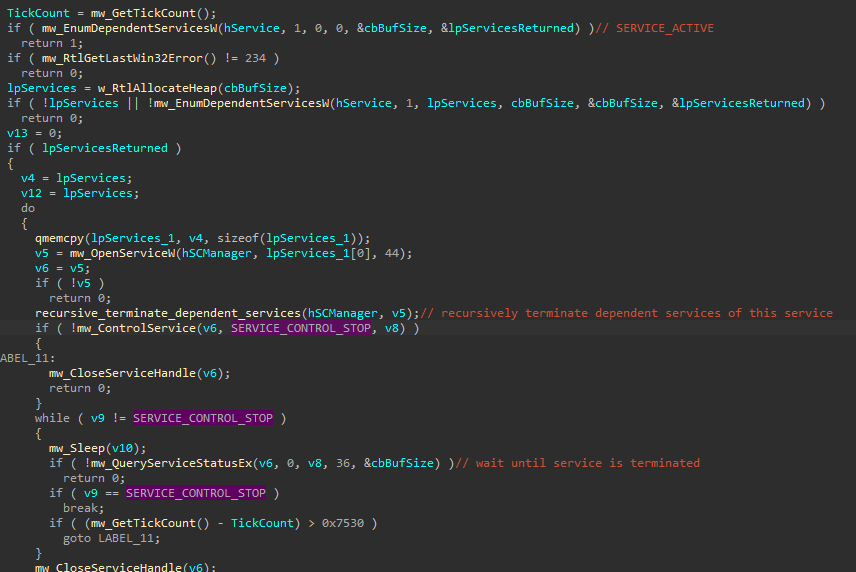 TickCount = mw_GetTickCount();
if ( mw_EnumDependentServicesW(hService, 1, 0, 0, &cbBufSize, &lpServicesReturned) )// SERVICE_ACTIVE
return 1;
if ( mw_RtlGetLastWin32Error() != 234 )
return 0;
lpServices = w_RtlAllocateHeap(cbBufSize);
if ( !lpServices || !mw_EnumDependentServicesW(hService, 1, lpServices, cbBufSize, &cbBufSize, &lpServicesReturned) )
return 0;
v13 = 0;
if ( lpServicesReturned )
{
v4 = lpServices;
v12 = lpServices;
do
{
qmemcpy(lpServices_1, v4, sizeof(lpServices_1));
v5 = mw_OpenServiceW(hSCManager, lpServices_1[0], 44);
v6 = v5;
if ( !v5 )
return 0;
recursive_terminate_dependent_services(hSCManager, v5);// recursively terminate dependent services of this service
if ( !mw_ControlService(v6, SERVICE_CONTROL_STOP, v8) )
{
ABEL_11:
mw_CloseServiceHandle(v6);
return 0;
}
while ( v9 != SERVICE_CONTROL_STOP )
{
mw_Sleep(v10);
if ( !mw_QueryServiceStatusEx(v6, 0, v8, 36, &cbBufSize) )// wait until service is terminated
return 0;
if ( v9 == SERVICE_CONTROL_STOP )
break;
if ( (mw_GetTickCount() - TickCount) > 0x7530 )
goto LABEL_11;
}
mw_CloseServiceHandle(v6);